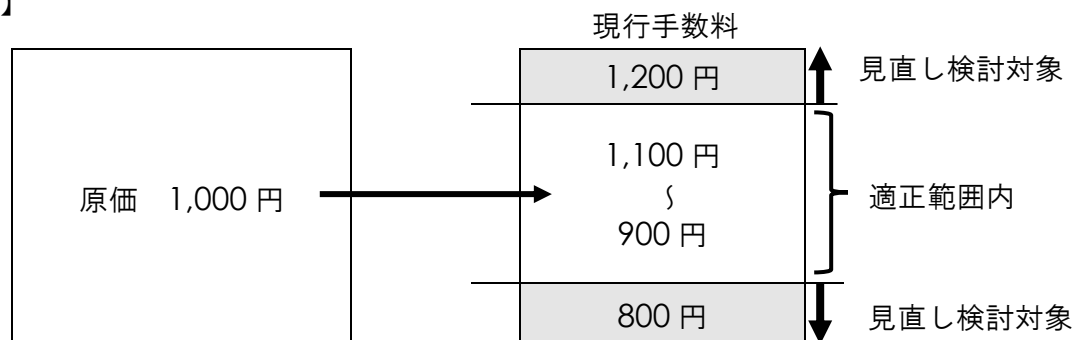 】
現行手数料
1,200 円
見直し検討対象
原価　1,000 円
1,100 円
~
900 円
適正範囲内
800 円
見直し検討対象